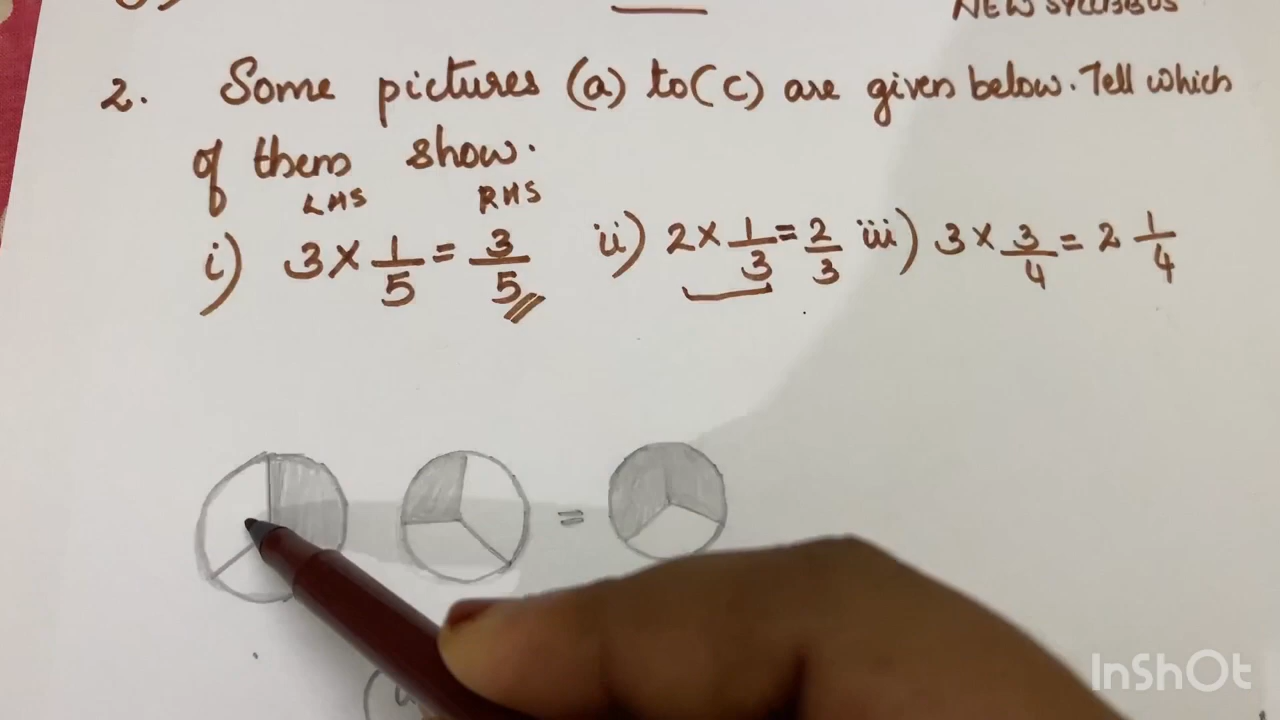 NEW SYLLABUS
2. Some pictures (a) to (c) are given below. Tell which
of them show.
LHS RHS
i) 3 × 1/5 = 3/5 ii) 2 × 1/3 = 2/3 iii) 3 × 3/4 = 2 1/4
=
InShOt